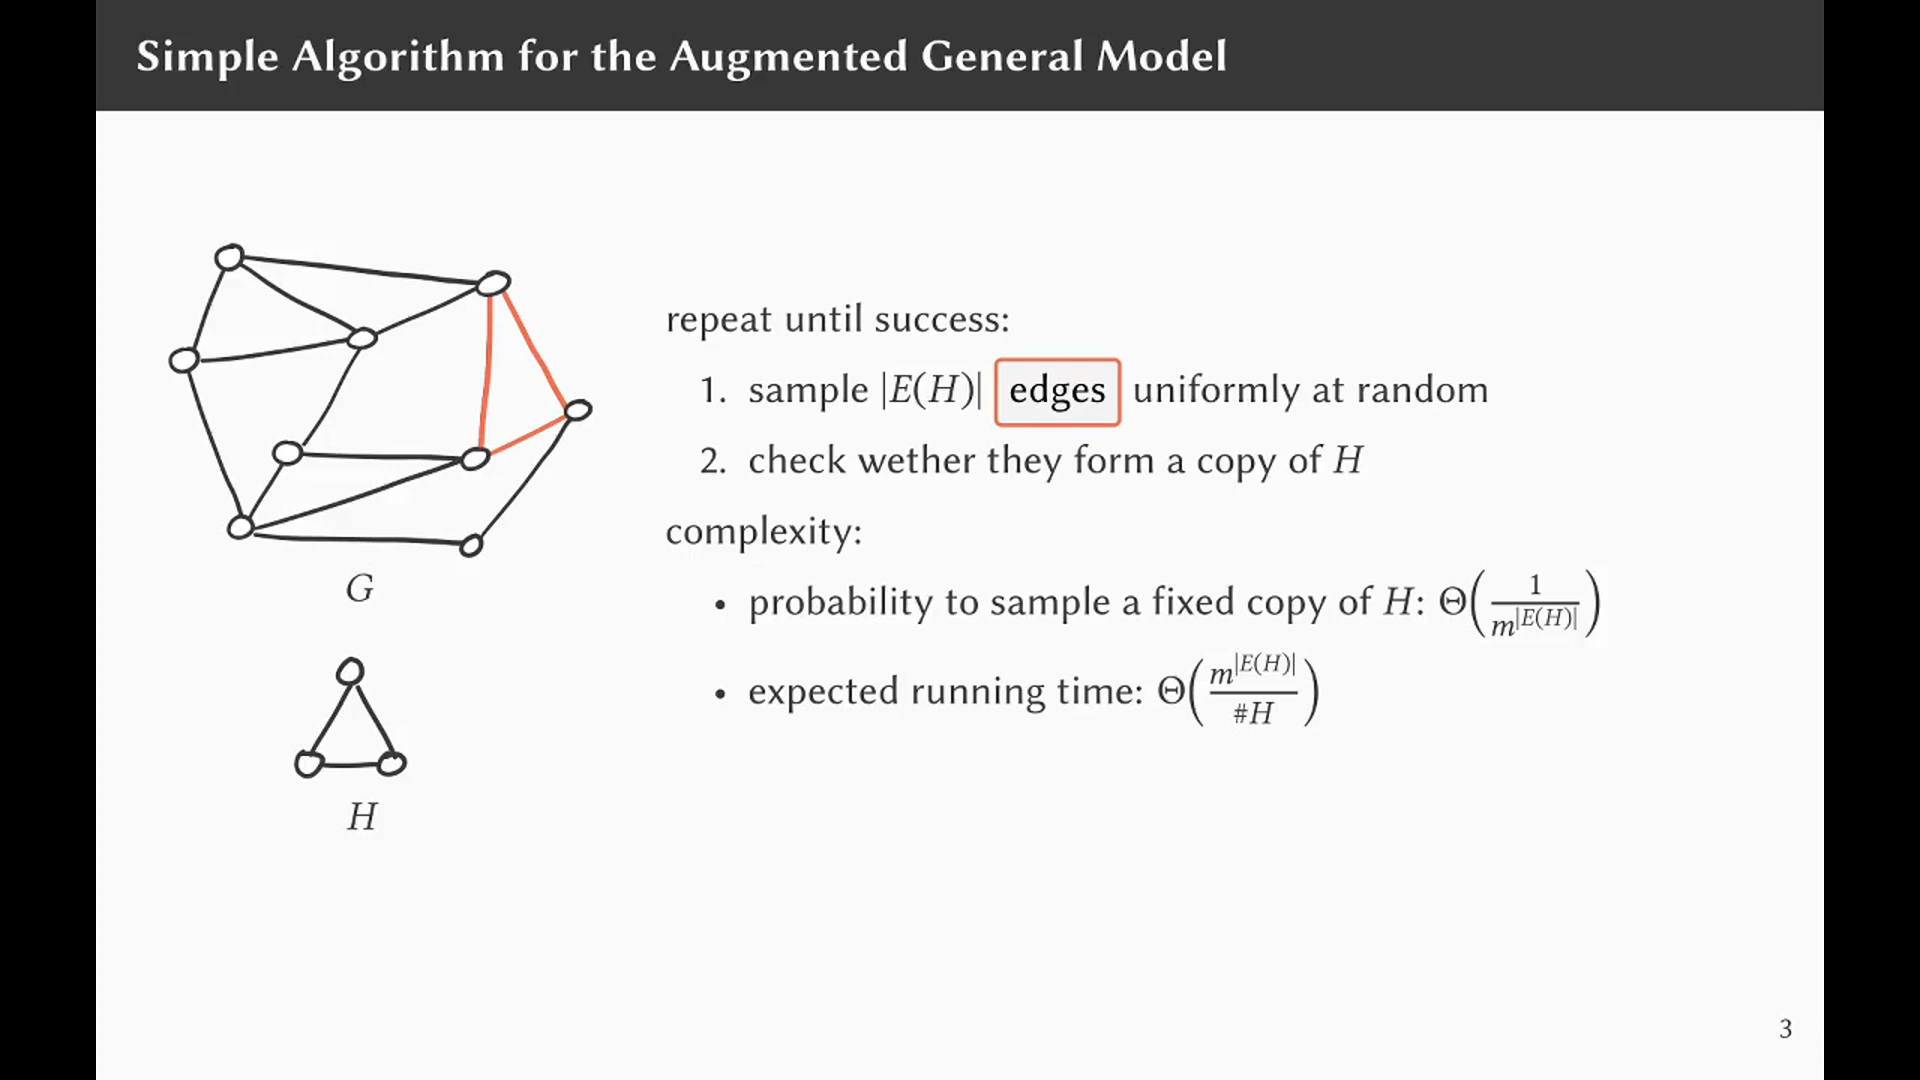 Simple Algorithm for the Augmented General Model
repeat until success:
1. sample |E(H)| edges uniformly at random
2. check wether they form a copy of H
complexity:
• probability to sample a fixed copy of H: Θ(1/m^|E(H)|)
• expected running time: Θ(m^|E(H)|/#H)
G
H
3